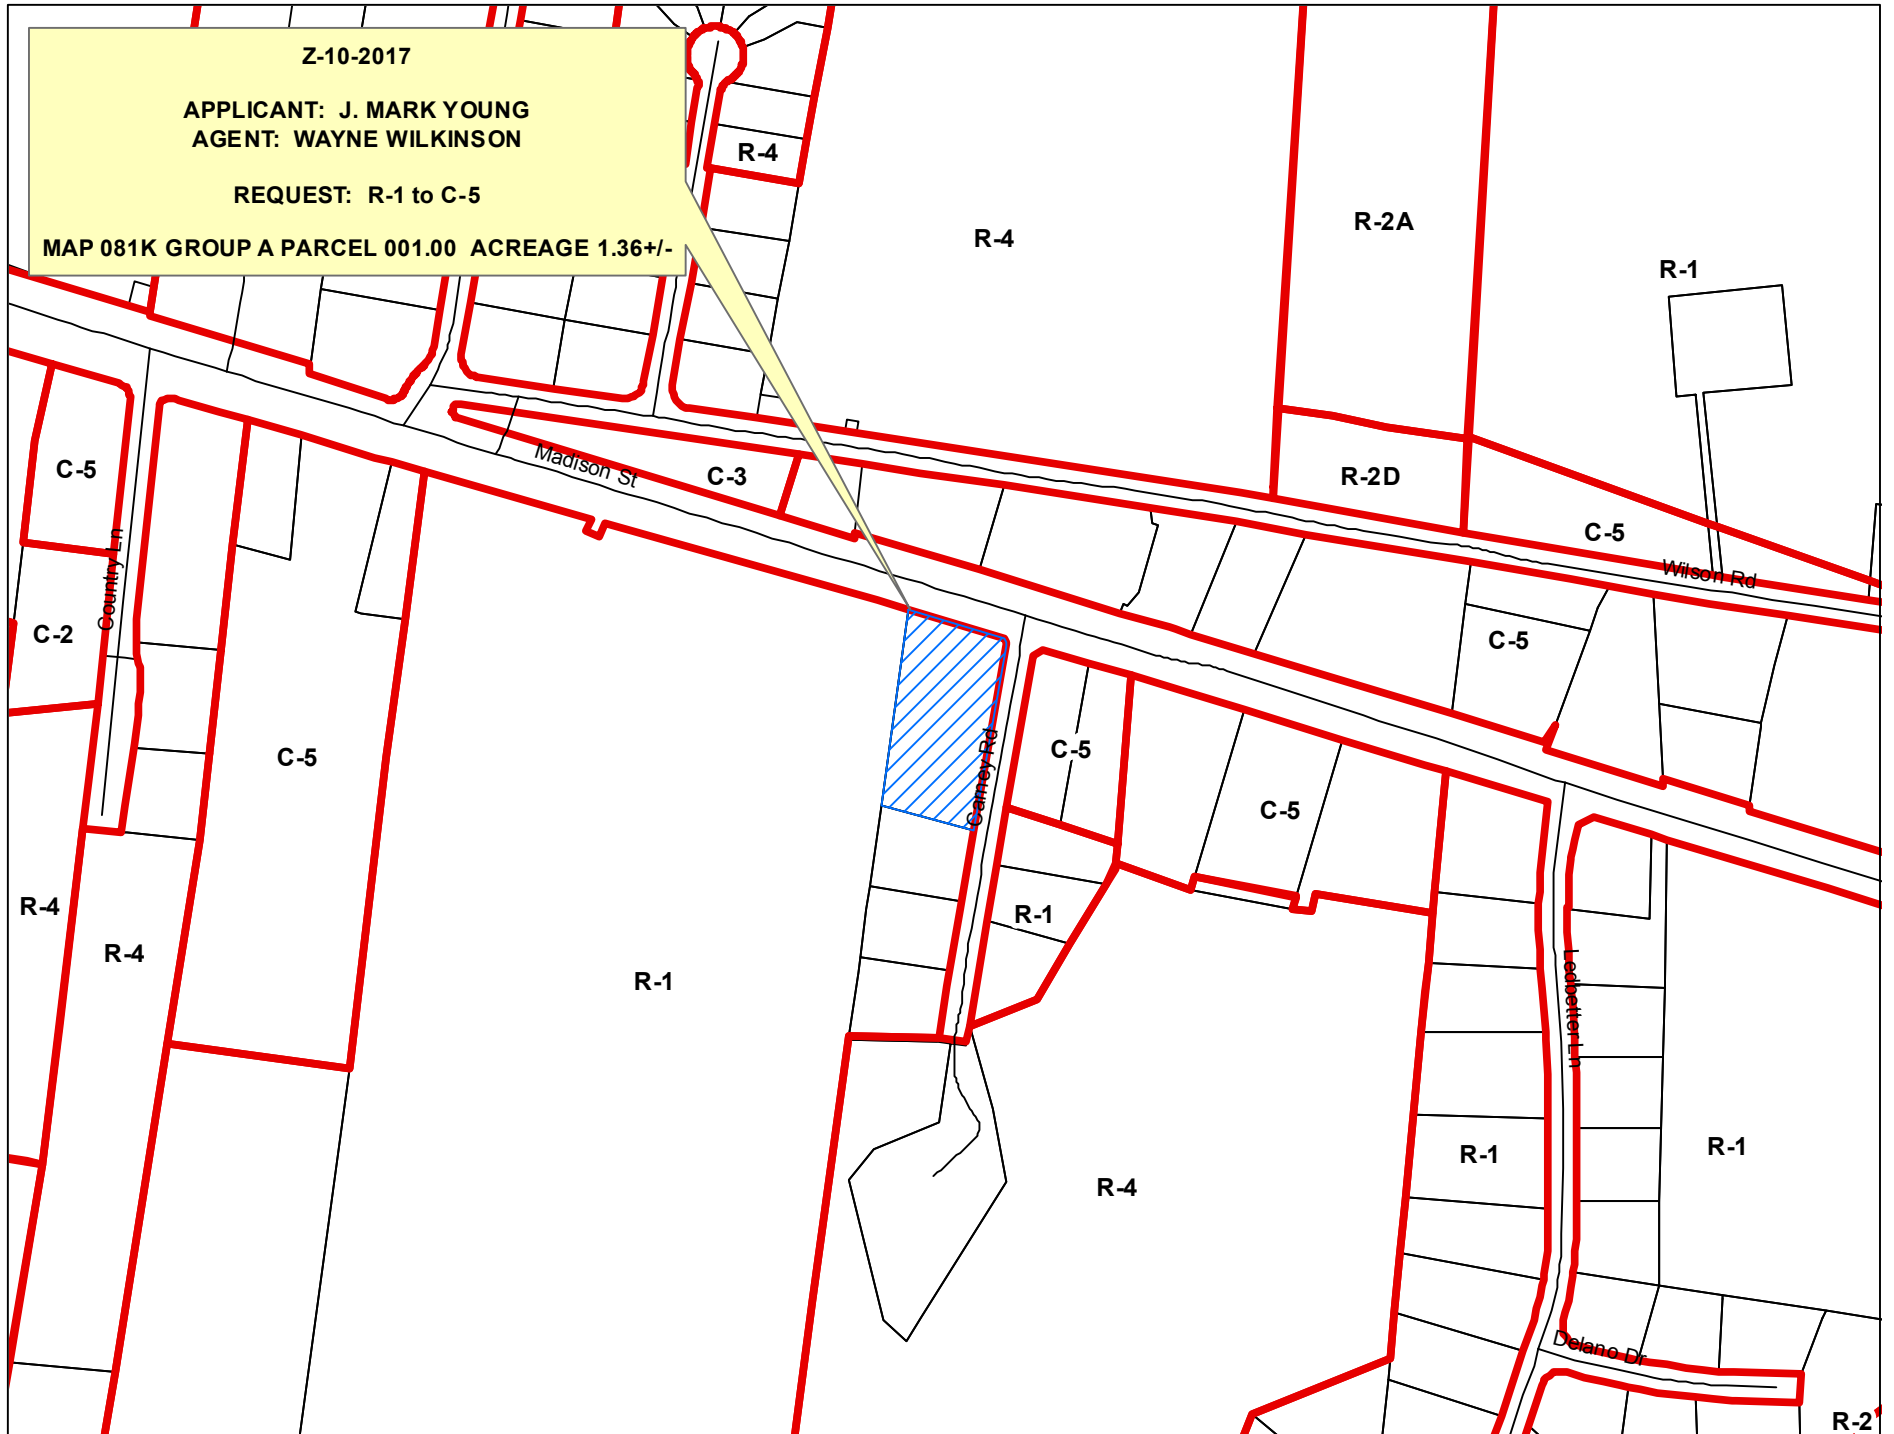 Z-10-2017
APPLICANT: J. MARK YOUNG
AGENT: WAYNE WILKINSON
REQUEST: R-1 to C-5
MAP 081K GROUP A PARCEL 001.00 ACREAGE 1.36+/-
R-4
R-4
R-2A
R-1
C-5
Madison St
C-3
R-2D
C-5
Wilson Rd
Country Ln
C-2
C-5
C-5
Carney Rd
C-5
C-5
R-4
R-4
R-1
R-1
Ledbetter Ln
R-4
R-1
R-1
Delano Dr
R-2